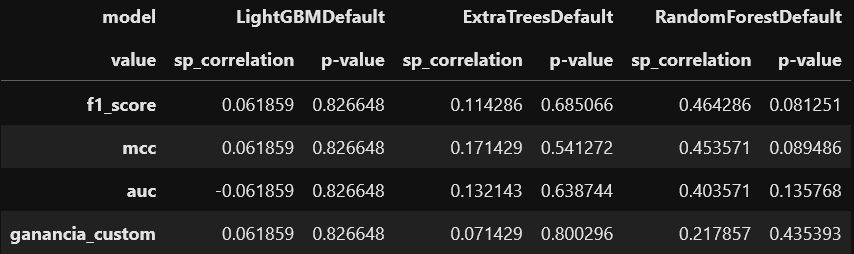 model LightGBMDefault ExtraTreesDefault RandomForestDefault
value sp_correlation p-value sp_correlation p-value sp_correlation p-value
f1_score 0.061859 0.826648 0.114286 0.685066 0.464286 0.081251
mcc 0.061859 0.826648 0.171429 0.541272 0.453571 0.089486
auc -0.061859 0.826648 0.132143 0.638744 0.403571 0.135768
ganancia_custom 0.061859 0.826648 0.071429 0.800296 0.217857 0.435393